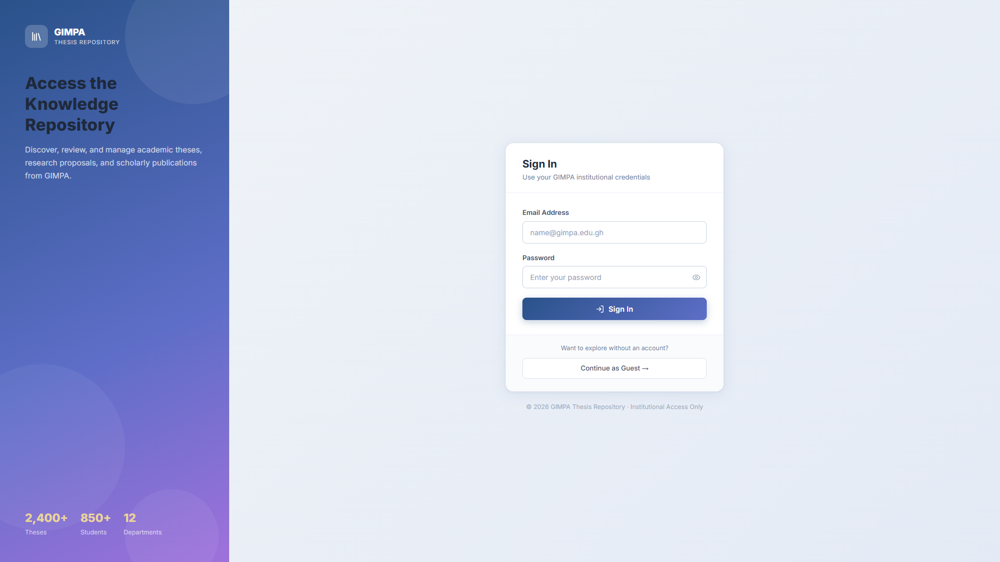 GIMPA
THESIS REPOSITORY
Access the
Knowledge
Repository
Discover, review, and manage academic theses,
research proposals, and scholarly publications
from GIMPA.
2,400+
Theses
850+
Students
12
Departments
Sign In
Use your GIMPA institutional credentials
Email Address
name@gimpa.edu.gh
Password
Enter your password
Sign In
Want to explore without an account?
Continue as Guest →
© 2026 GIMPA Thesis Repository · Institutional Access Only